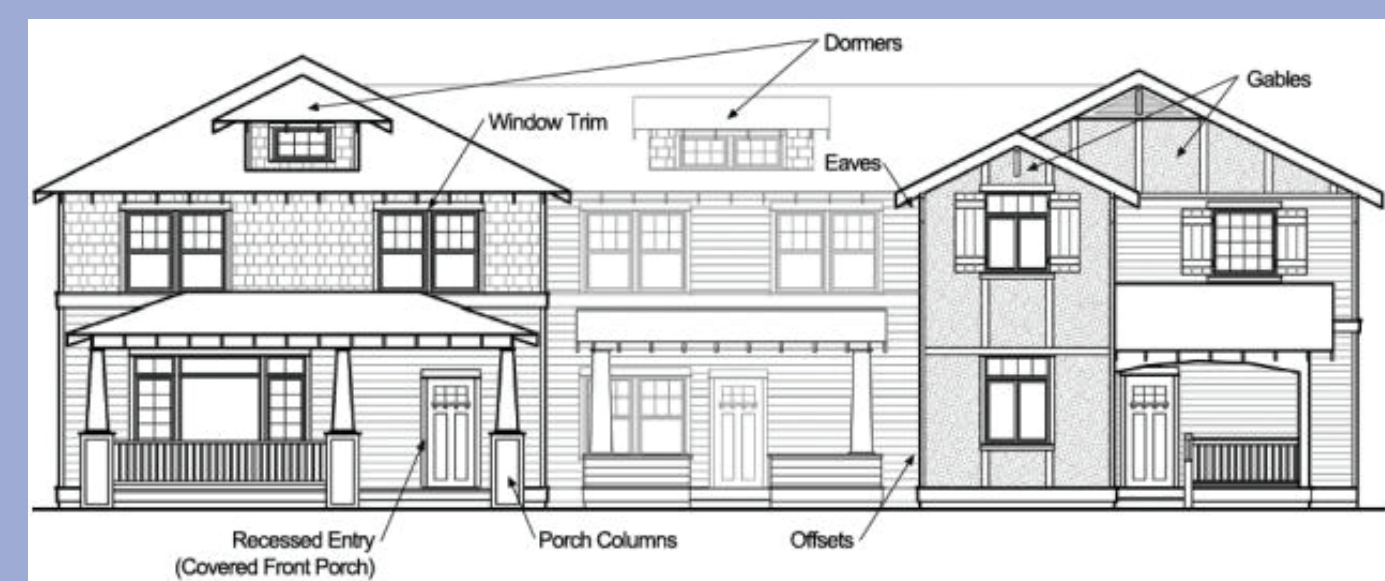 Dormers
Gables
Window Trim
Eaves
Recessed Entry
(Covered Front Porch)
Porch Columns
Offsets